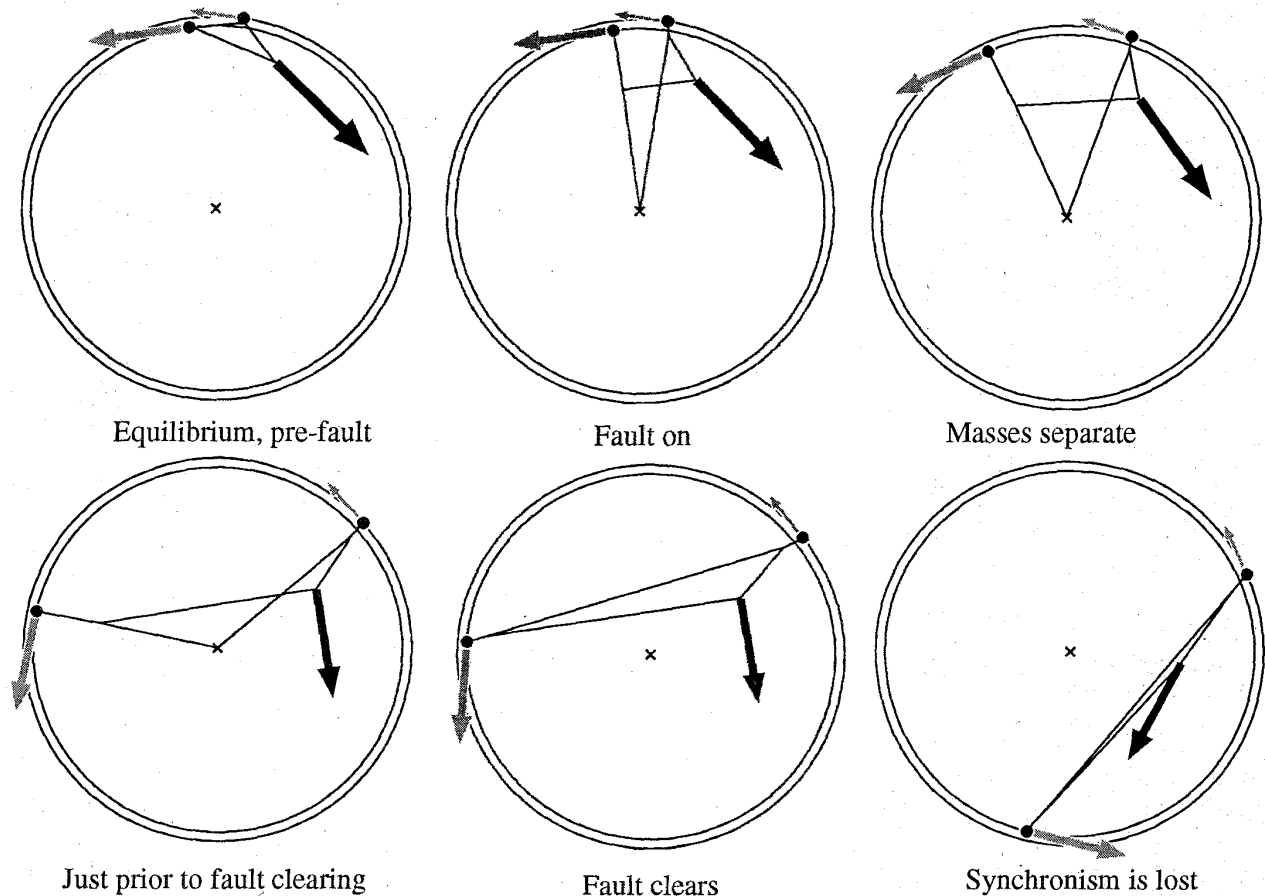 Equilibrium, pre-fault
Fault on
Masses separate
Just prior to fault clearing
Fault clears
Synchronism is lost